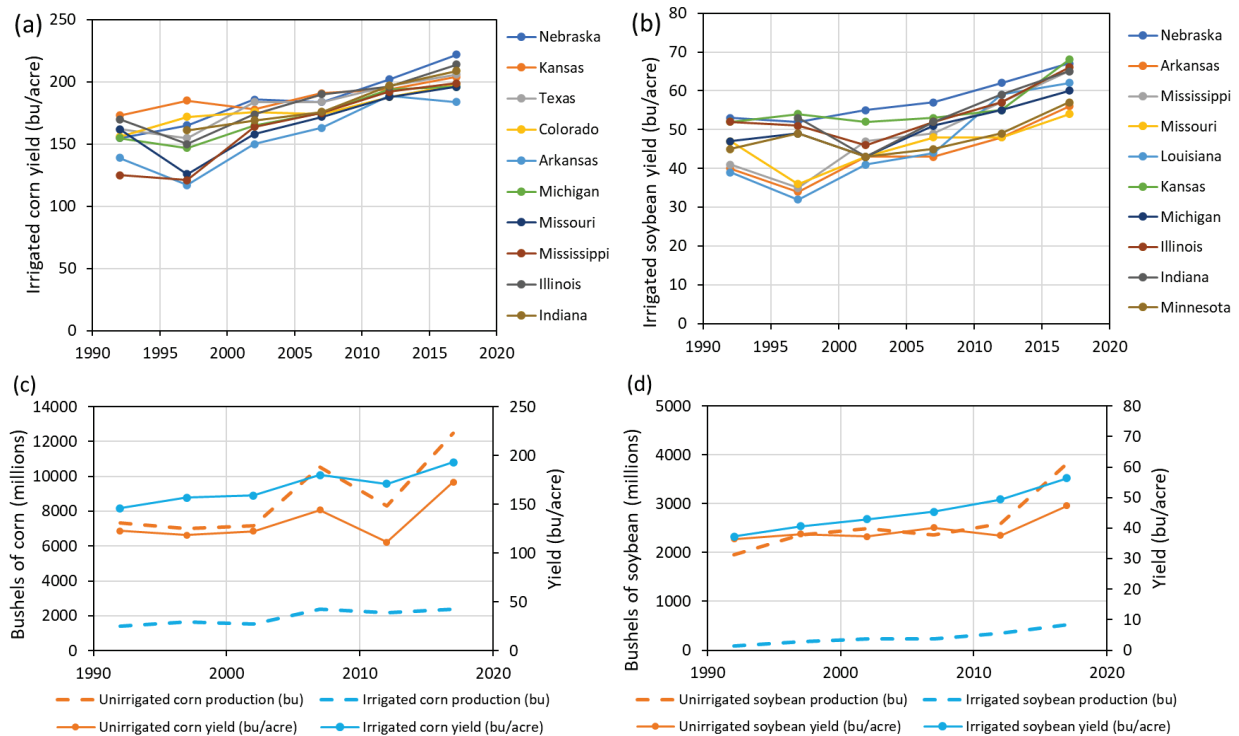 (a)
Irrigated corn yield (bu/acre)
250
200
150
100
50
0
1990 1995 2000 2005 2010 2015 2020
Nebraska
Kansas
Texas
Colorado
Arkansas
Michigan
Missouri
Mississippi
Illinois
Indiana
(b)
Irrigated soybean yield (bu/acre)
80
70
60
50
40
30
20
10
0
1990 1995 2000 2005 2010 2015 2020
Nebraska
Arkansas
Mississippi
Missouri
Louisiana
Kansas
Michigan
Illinois
Indiana
Minnesota
(c)
Bushels of corn (millions)
14000
12000
10000
8000
6000
4000
2000
0
1990 2000 2010 2020
250
200
150
100
50
0
Yield (bu/acre)
Unirrigated corn production (bu) Irrigated corn production (bu)
Unirrigated corn yield (bu/acre) Irrigated corn yield (bu/acre)
(d)
Bushels of soybean (millions)
5000
4000
3000
2000
1000
0
1990 2000 2010 2020
80
70
60
50
40
30
20
10
0
Yield (bu/acre)
Unirrigated soybean production (bu) Irrigated soybean production (bu)
Unirrigated soybean yield (bu/acre) Irrigated soybean yield (bu/acre)